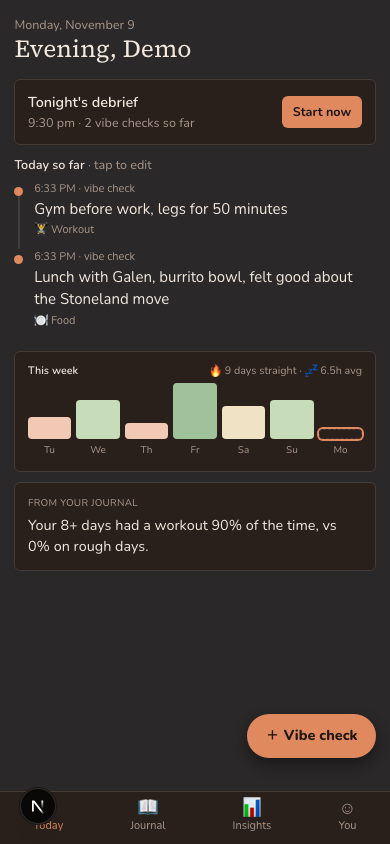 Monday, November 9
Evening, Demo
Tonight's debrief
9:30 pm · 2 vibe checks so far
Start now
Today so far · tap to edit
6:33 PM · vibe check
Gym before work, legs for 50 minutes
🏋️ Workout
6:33 PM · vibe check
Lunch with Galen, burrito bowl, felt good about
the Stoneland move
🍽️ Food
This week
🔥 9 days straight · 💤 6.5h avg
Tu We Th Fr Sa Su Mo
FROM YOUR JOURNAL
Your 8+ days had a workout 90% of the time, vs
0% on rough days.
+ Vibe check
N
Today Journal Insights You